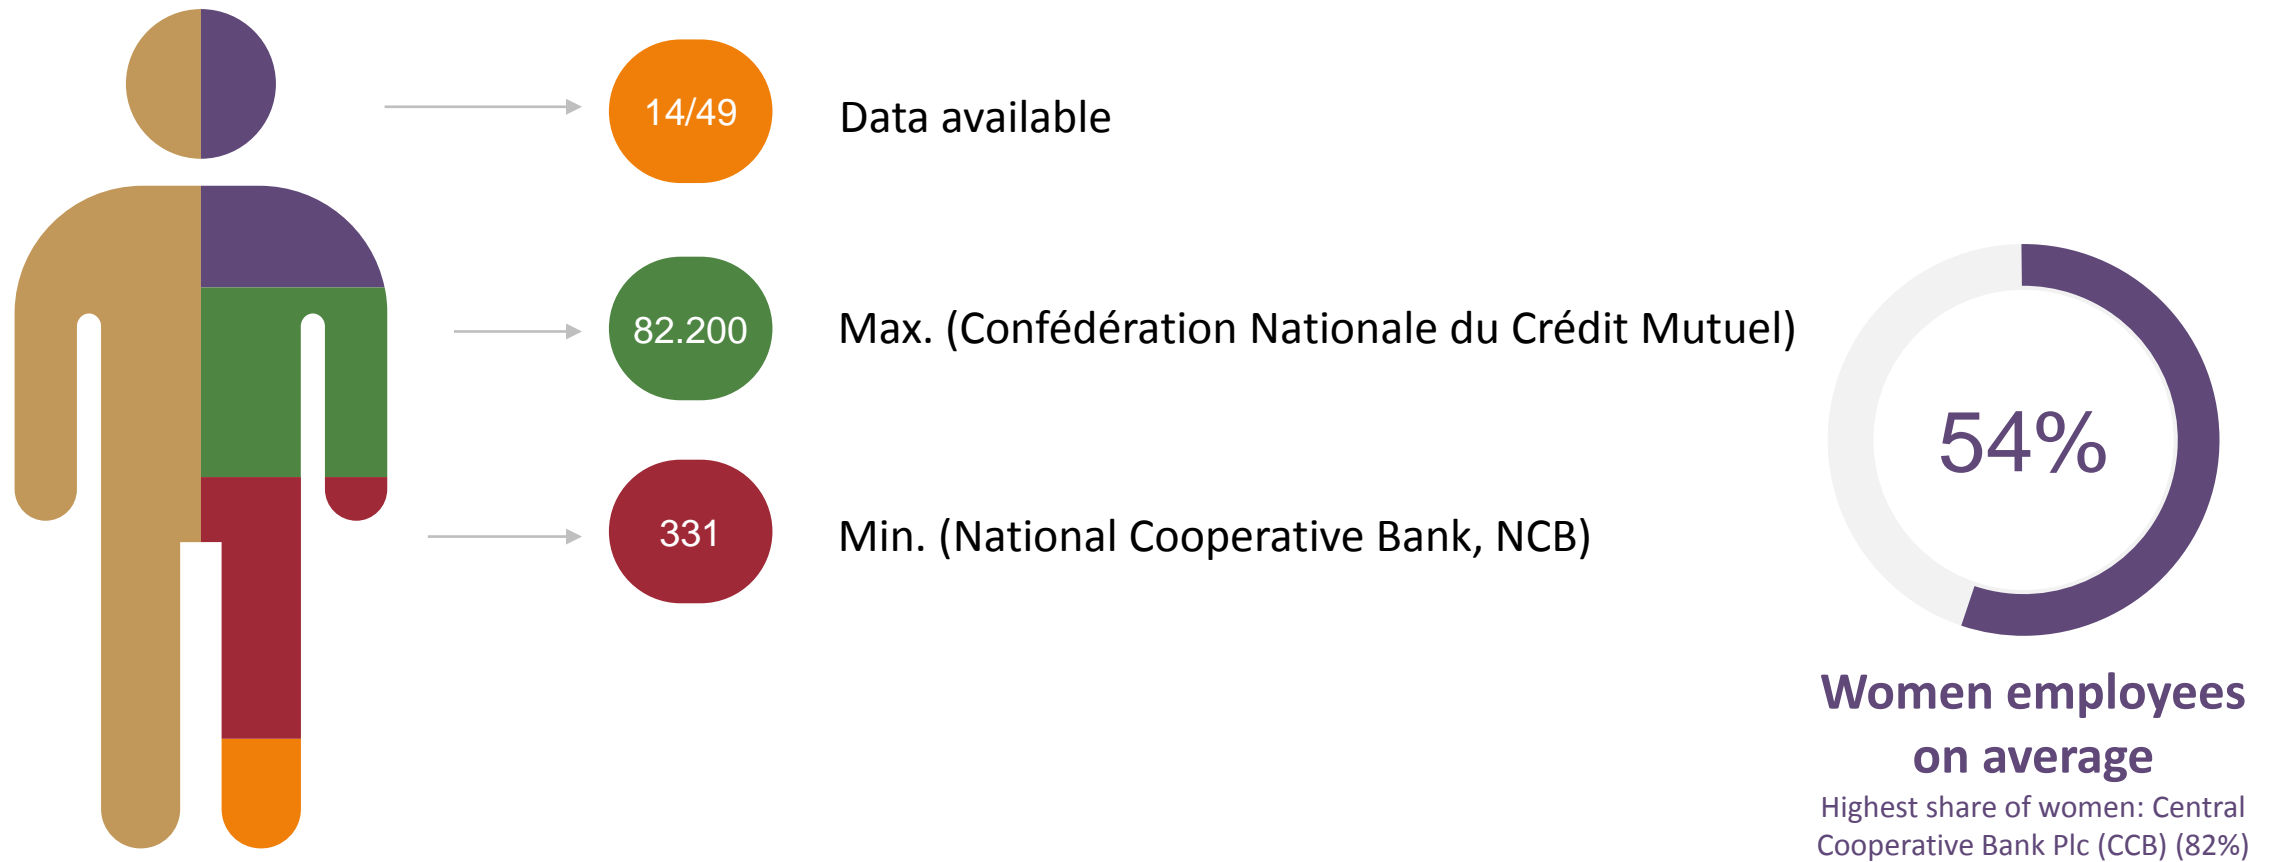 14/49 Data available
82.200 Max. (Confédération Nationale du Crédit Mutuel)
331 Min. (National Cooperative Bank, NCB)
54%
Women employees
on average
Highest share of women: Central
Cooperative Bank Plc (CCB) (82%)